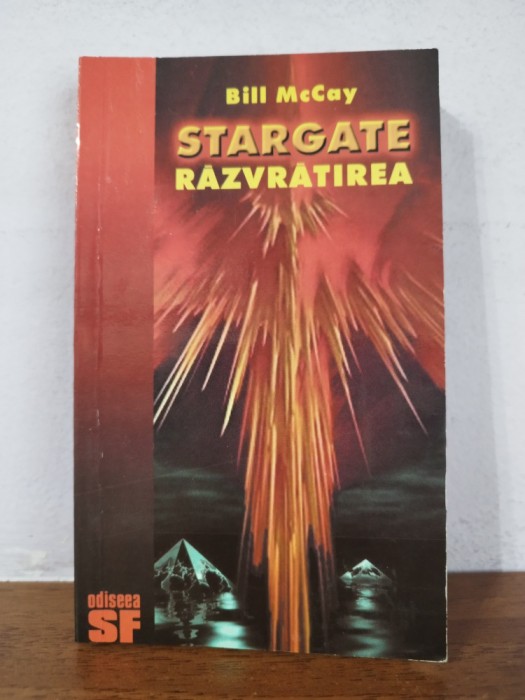 Bill McCay
STARGATE
RĂZVRĂTIREA
odiseea
SF